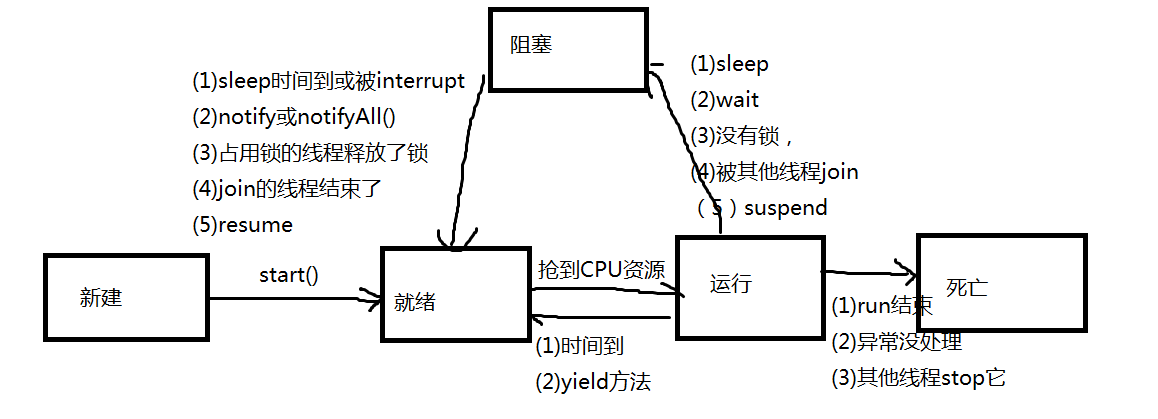 阻塞
(1)sleep时间到或被interrupt
(2)notify或notifyAll()
(3)占用锁的线程释放了锁
(4)join的线程结束了
(5)resume
(1)sleep
(2)wait
(3)没有锁，
(4)被其他线程join
（5）suspend
新建
start()
就绪
抢到CPU资源
(1)时间到
(2)yield方法
运行
死亡
(1)run结束
(2)异常没处理
(3)其他线程stop它